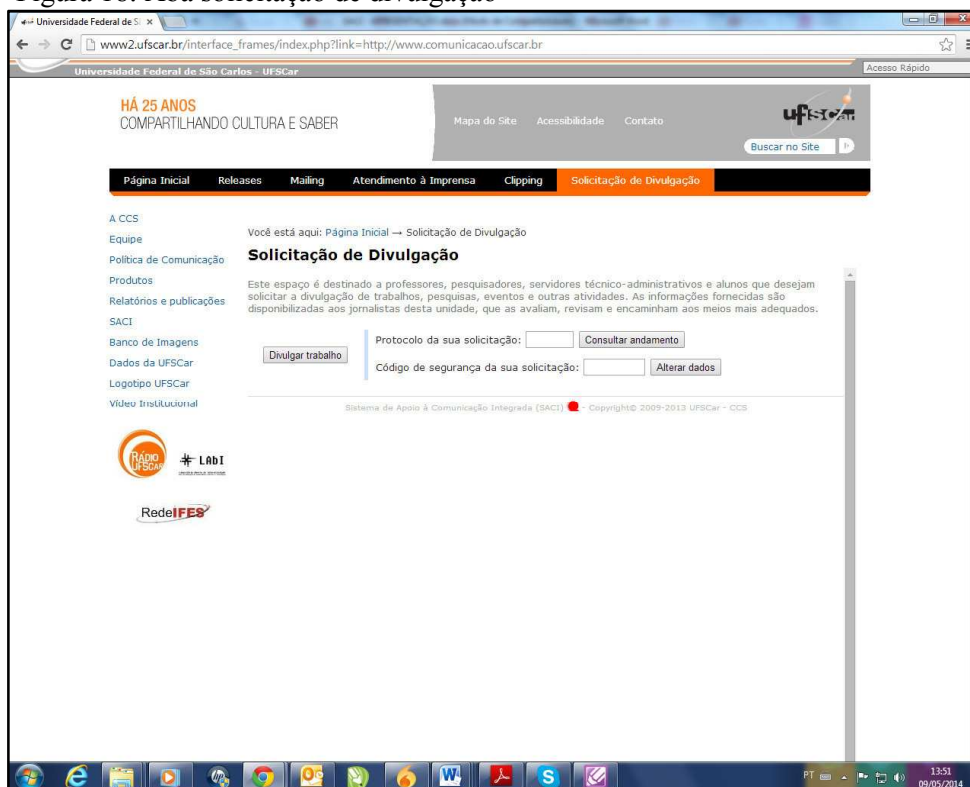 Figura 16: Aba solicitação de divulgação
Universidade Federal de S
www2.ufscar.br/interface_frames/index.php?link=http://www.comunicacao.ufscar.br
Universidade Federal de São Carlos - UFSCar
Acesso Rápido
HÁ 25 ANOS
COMPARTILHANDO CULTURA E SABER
Mapa do Site Acessibilidade Contato
ufscar
Buscar no Site
Página Inicial Releases Mailing Atendimento à Imprensa Clipping Solicitação de Divulgação
A CCS
Equipe
Política de Comunicação
Produtos
Relatórios e publicações
SACI
Banco de Imagens
Dados da UFSCar
Logotipo UFSCar
Vídeo Institucional
RÁDIO
UFSCAR
LAbI
RedeIFES
Você está aqui: Página Inicial → Solicitação de Divulgação
Solicitação de Divulgação
Este espaço é destinado a professores, pesquisadores, servidores técnico-administrativos e alunos que desejam
solicitar a divulgação de trabalhos, pesquisas, eventos e outras atividades. As informações fornecidas são
disponibilizadas aos jornalistas desta unidade, que as avaliam, revisam e encaminham aos meios mais adequados.
Divulgar trabalho
Protocolo da sua solicitação: Consultar andamento
Código de segurança da sua solicitação: Alterar dados
Sistema de Apoio à Comunicação Integrada (SACI) - Copyright© 2009-2013 UFSCar - CCS
PT
13:51
09/05/2014